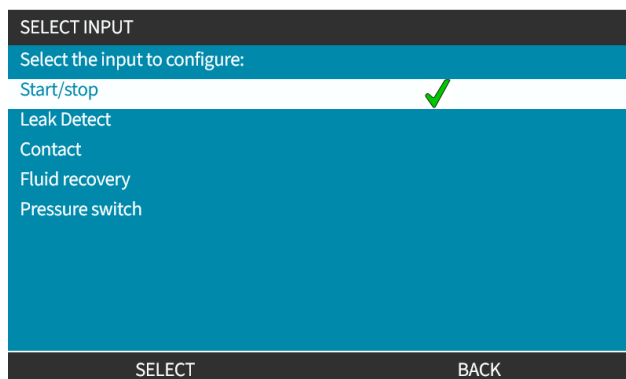 SELECT INPUT
Select the input to configure:
Start/stop
Leak Detect
Contact
Fluid recovery
Pressure switch
SELECT BACK